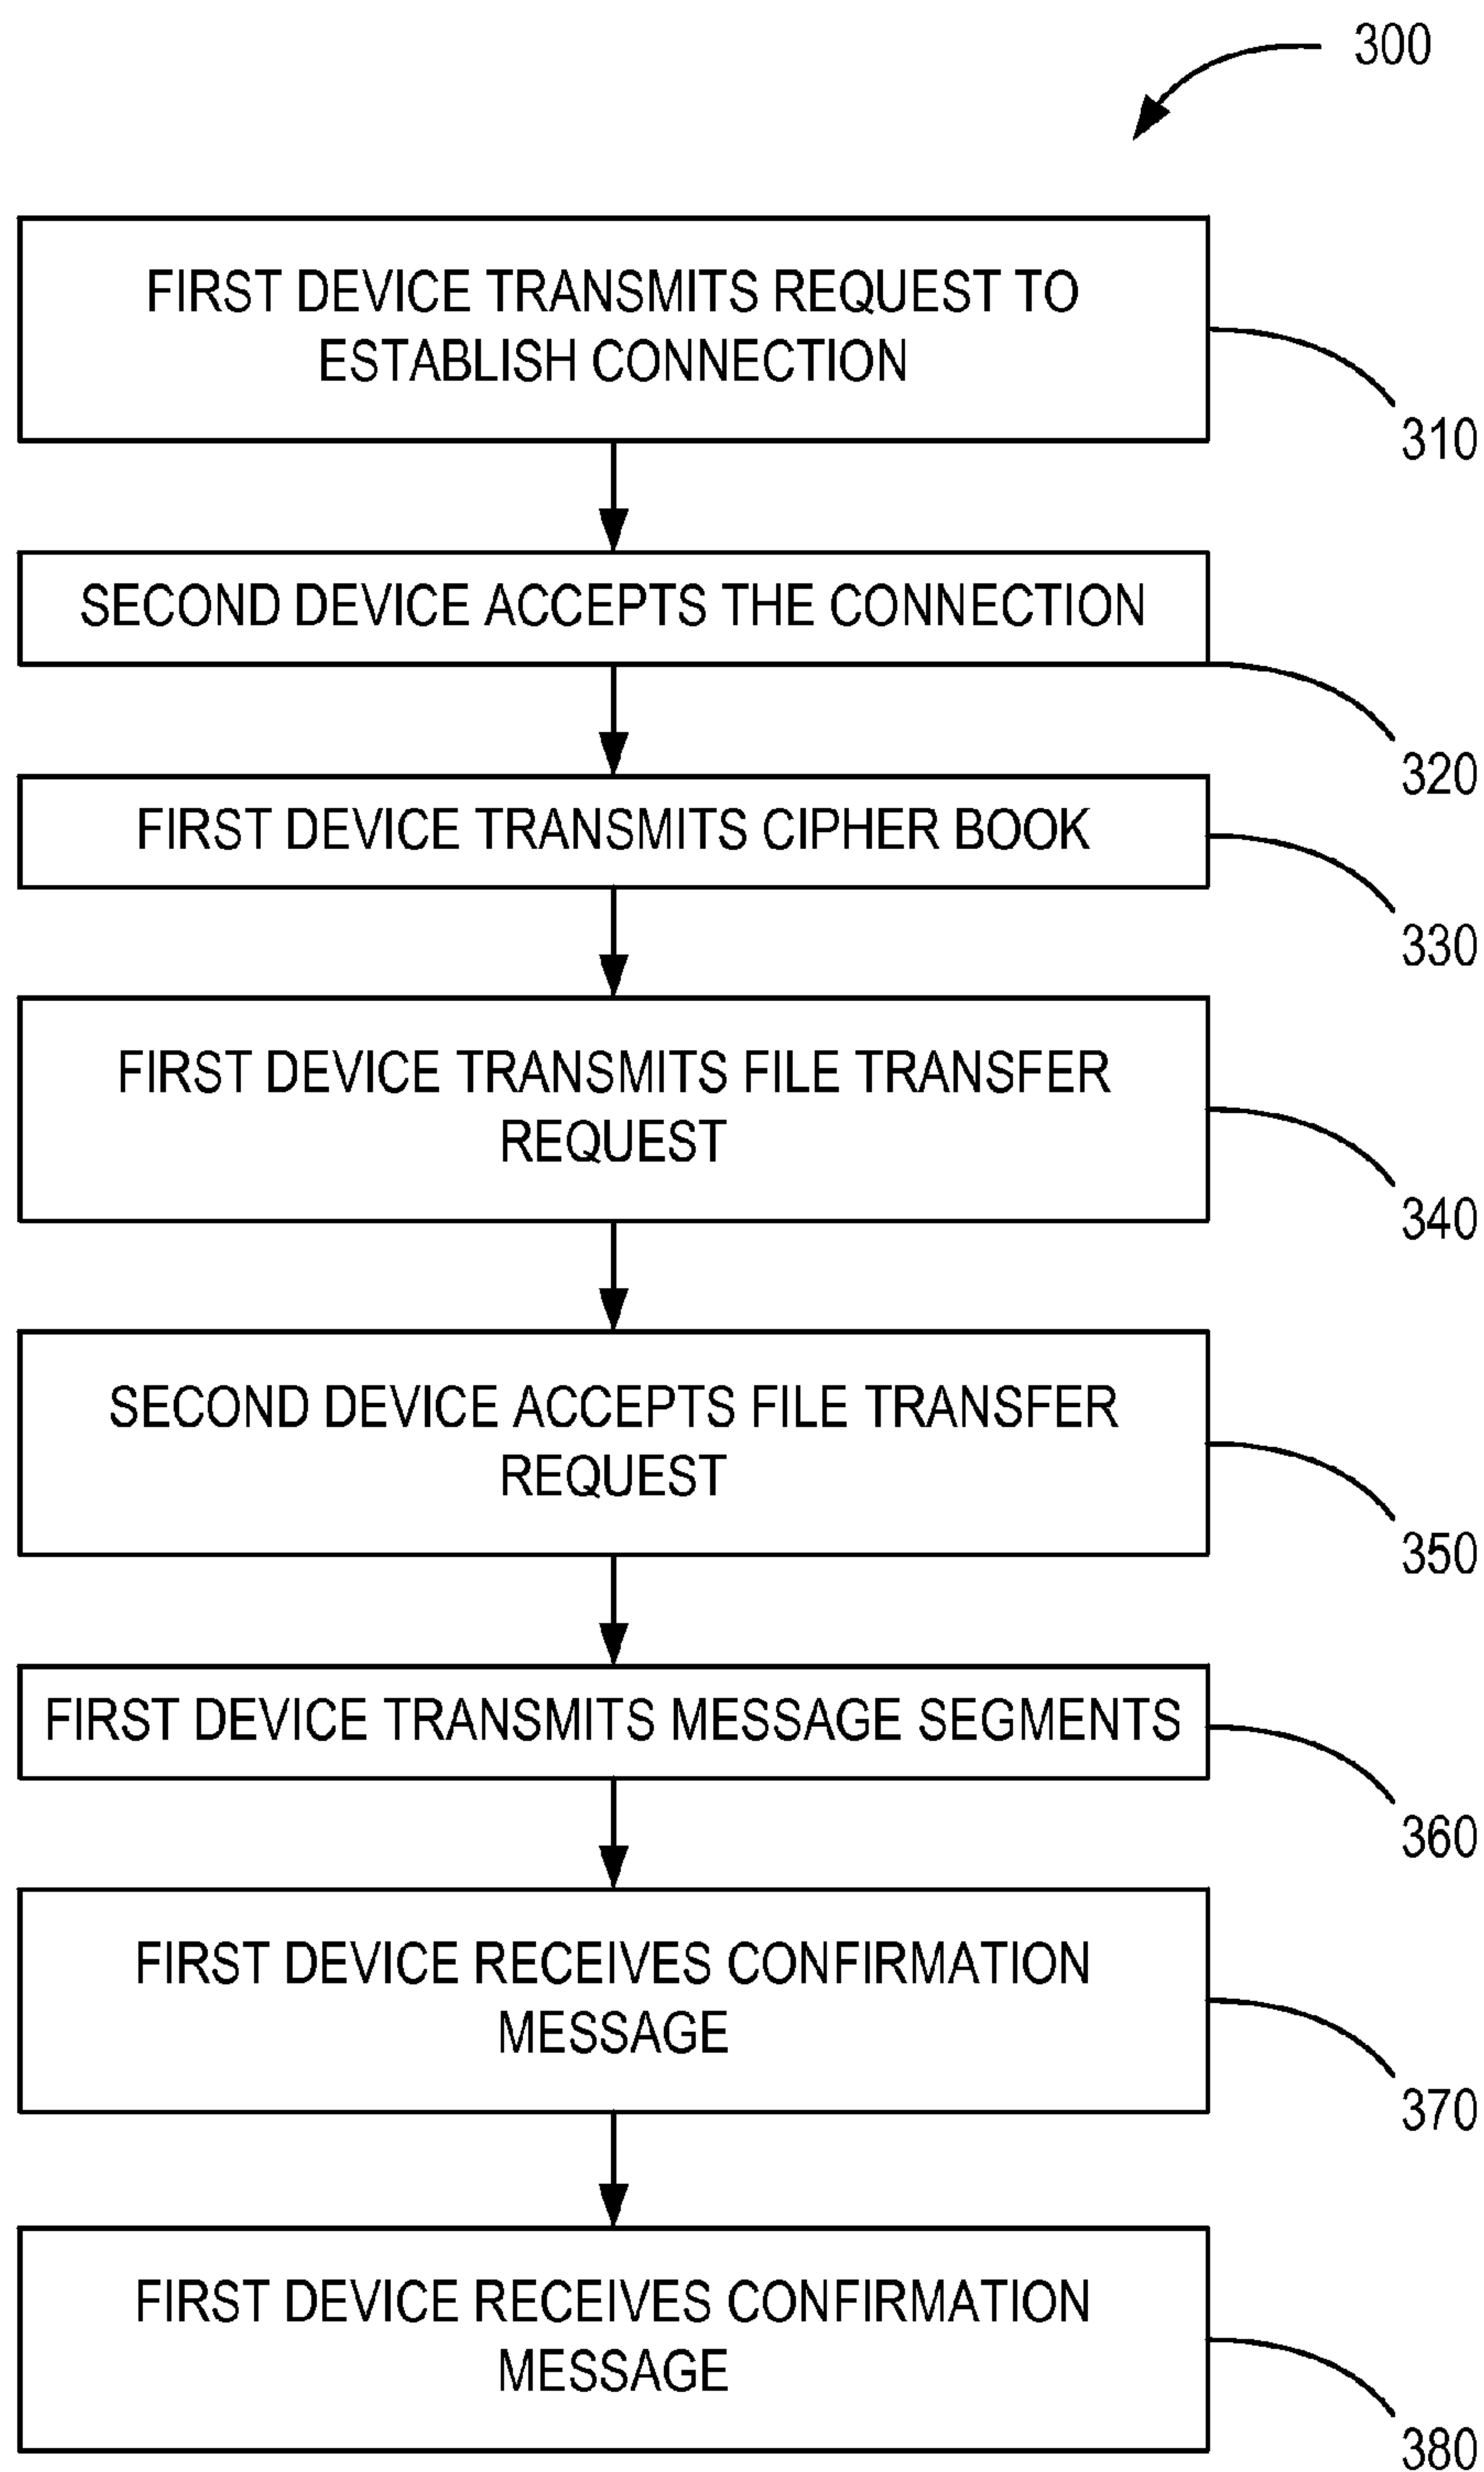 300
FIRST DEVICE TRANSMITS REQUEST TO
ESTABLISH CONNECTION
310
SECOND DEVICE ACCEPTS THE CONNECTION
320
FIRST DEVICE TRANSMITS CIPHER BOOK
330
FIRST DEVICE TRANSMITS FILE TRANSFER
REQUEST
340
SECOND DEVICE ACCEPTS FILE TRANSFER
REQUEST
350
FIRST DEVICE TRANSMITS MESSAGE SEGMENTS
360
FIRST DEVICE RECEIVES CONFIRMATION
MESSAGE
370
FIRST DEVICE RECEIVES CONFIRMATION
MESSAGE
380